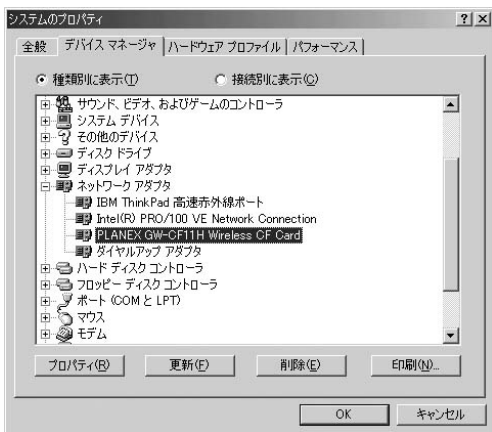 システムのプロパティ
全般 デバイス マネージャ ハードウェア プロファイル パフォーマンス
種類別に表示(T) 接続別に表示(C)
サウンド、ビデオ、およびゲームのコントローラ
システム デバイス
その他のデバイス
ディスク ドライブ
ディスプレイ アダプタ
ネットワーク アダプタ
IBM ThinkPad 高速赤外線ポート
Intel(R) PRO/100 VE Network Connection
PLANEX GW-CF11H Wireless CF Card
ダイヤルアップ アダプタ
ハード ディスク コントローラ
フロッピー ディスク コントローラ
ポート (COM と LPT)
マウス
モデム
プロパティ(R) 更新(F) 削除(E) 印刷(N)...
OK キャンセル